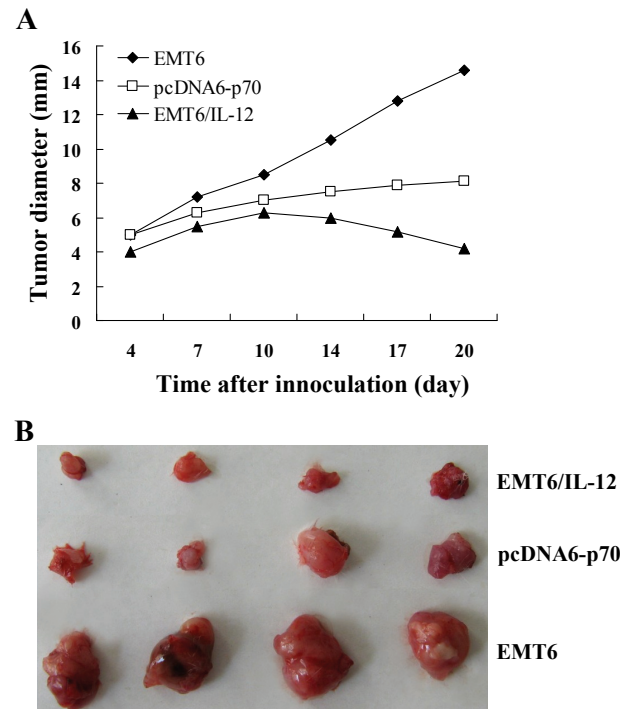 A
Tumor diameter (mm)
16
14
12
10
8
6
4
2
0
EMT6
pcDNA6-p70
EMT6/IL-12
4 7 10 14 17 20
Time after innoculation (day)
B
EMT6/IL-12
pcDNA6-p70
EMT6